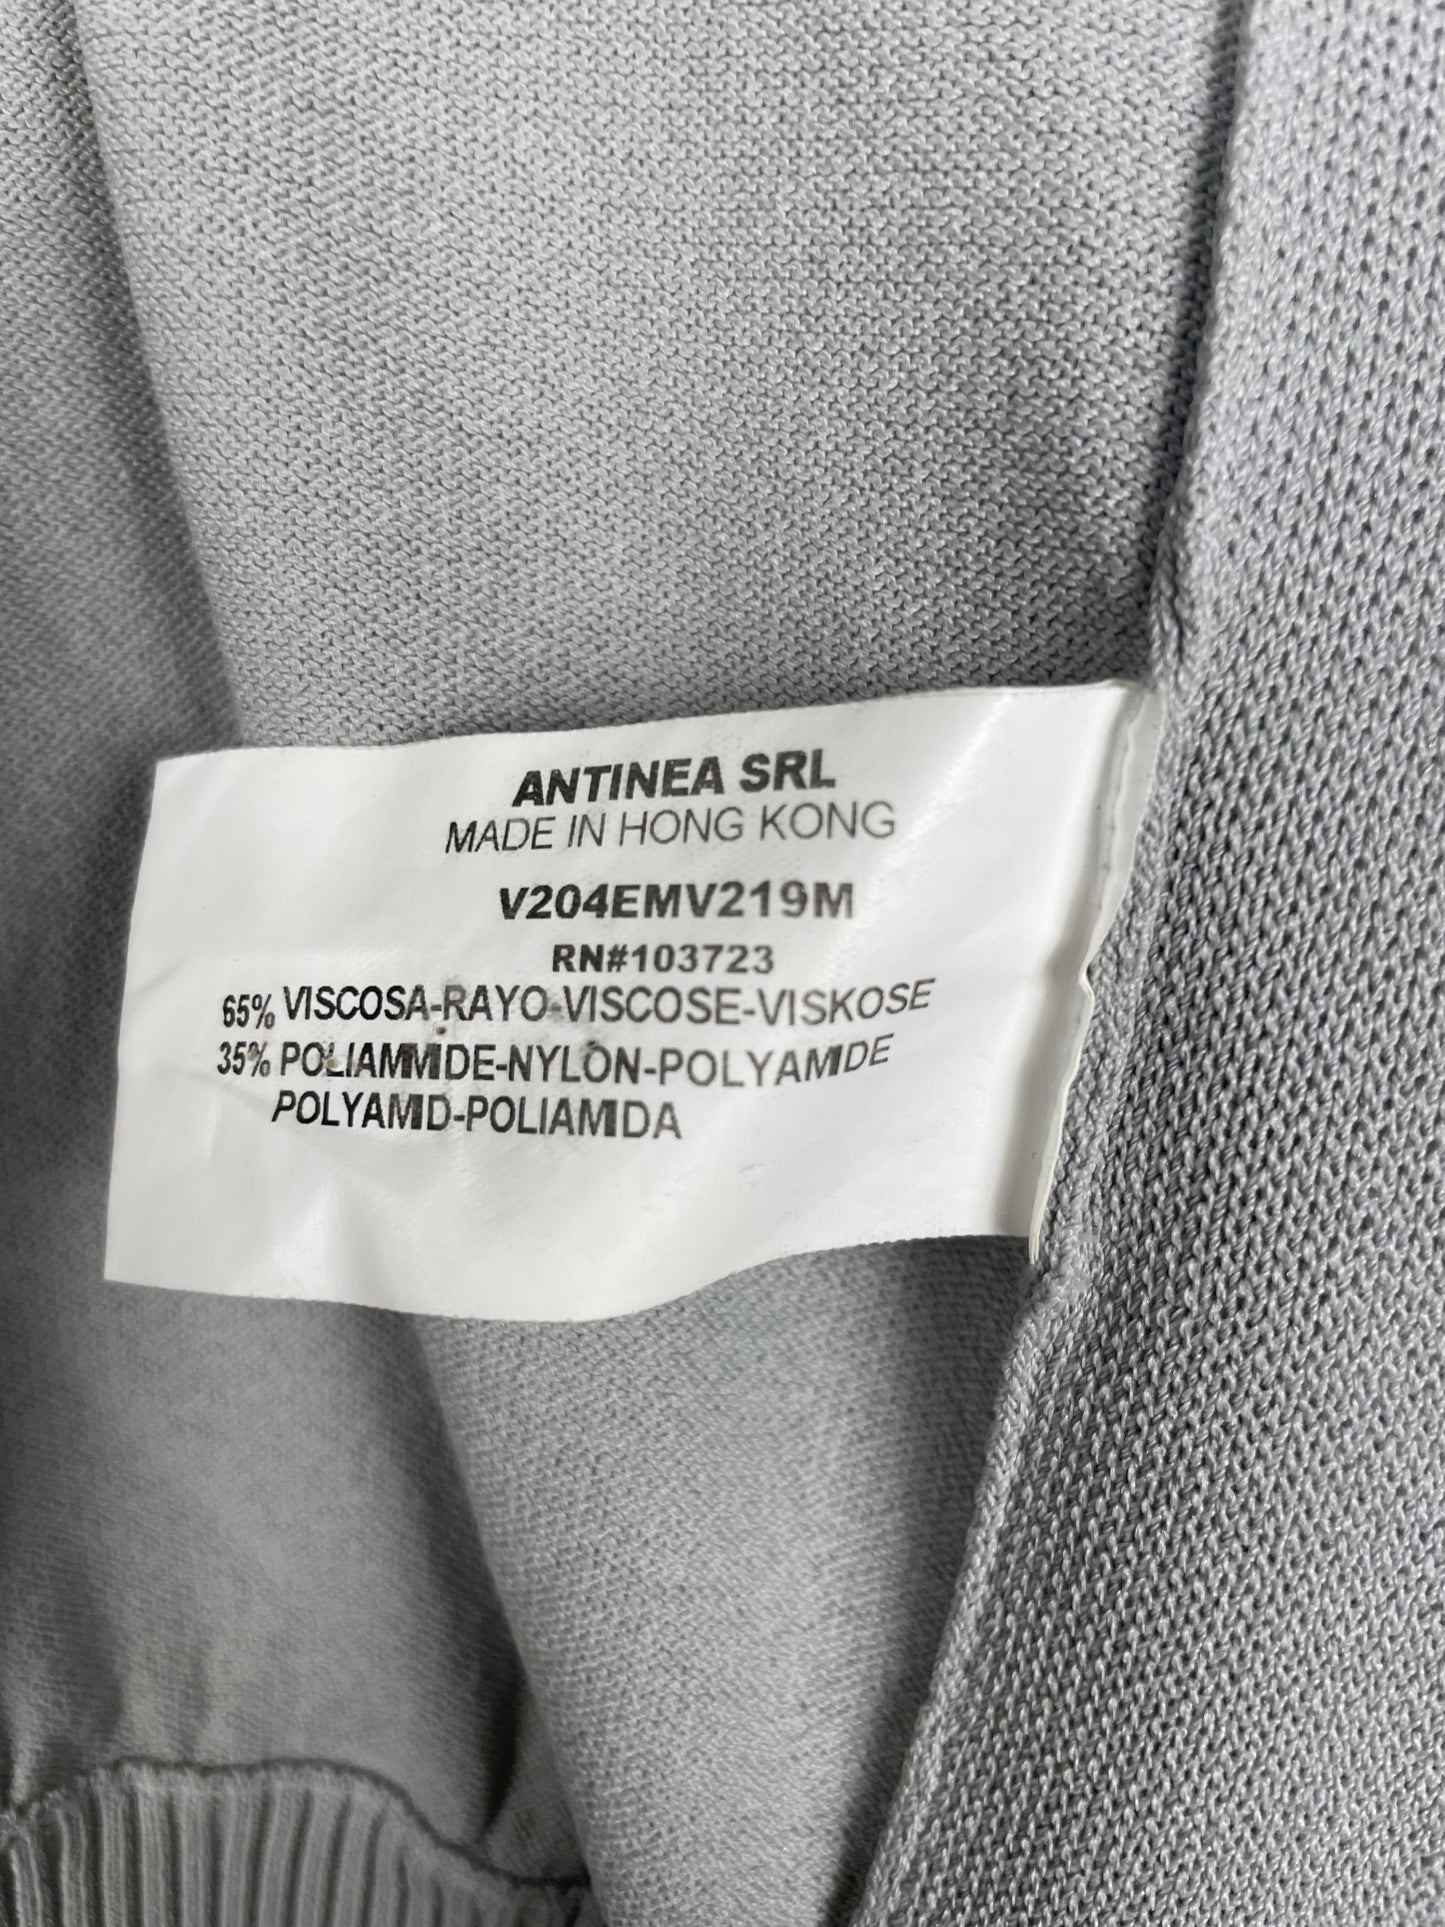 ANTINEA SRL
MADE IN HONG KONG
V204EMV219M
RN#103723
65% VISCOSA-RAYO-VISCOSE-VISKOSE
35% POLIAMMIDE-NYLON-POLYAMIDE
POLYAMID-POLIAMIDA